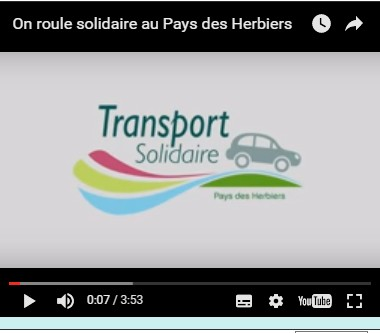 On roule solidaire au Pays des Herbiers
Transport
Solidaire
Pays des Herbiers
0:07 / 3:53
YouTube